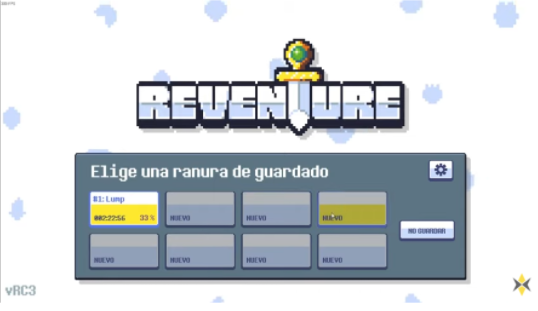 REVENTURE
Elige una ranura de guardado
01: Lump
002:22:56 33%
NUEVO
NUEVO
NUEVO
NO GUARDAR
NUEVO
NUEVO
NUEVO
NUEVO
vRC3